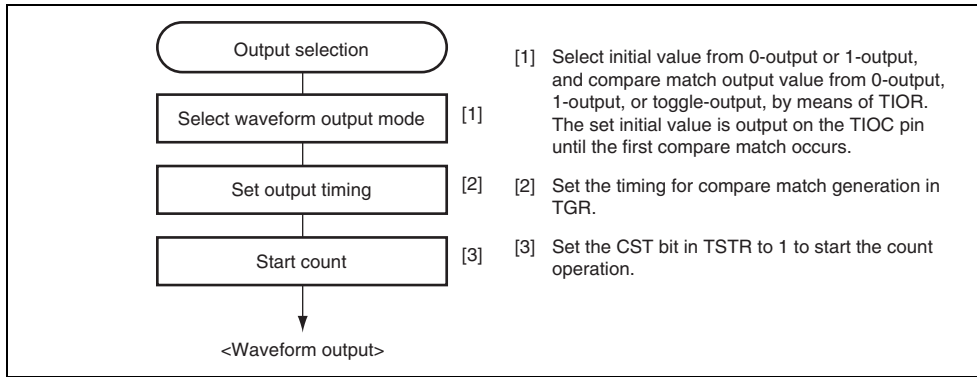 Output selection
Select waveform output mode
[1]
Set output timing
[2]
Start count
[3]
<Waveform output>
[1] Select initial value from 0-output or 1-output,
and compare match output value from 0-output,
1-output, or toggle-output, by means of TIOR.
The set initial value is output on the TIOC pin
until the first compare match occurs.
[2] Set the timing for compare match generation in
TGR.
[3] Set the CST bit in TSTR to 1 to start the count
operation.